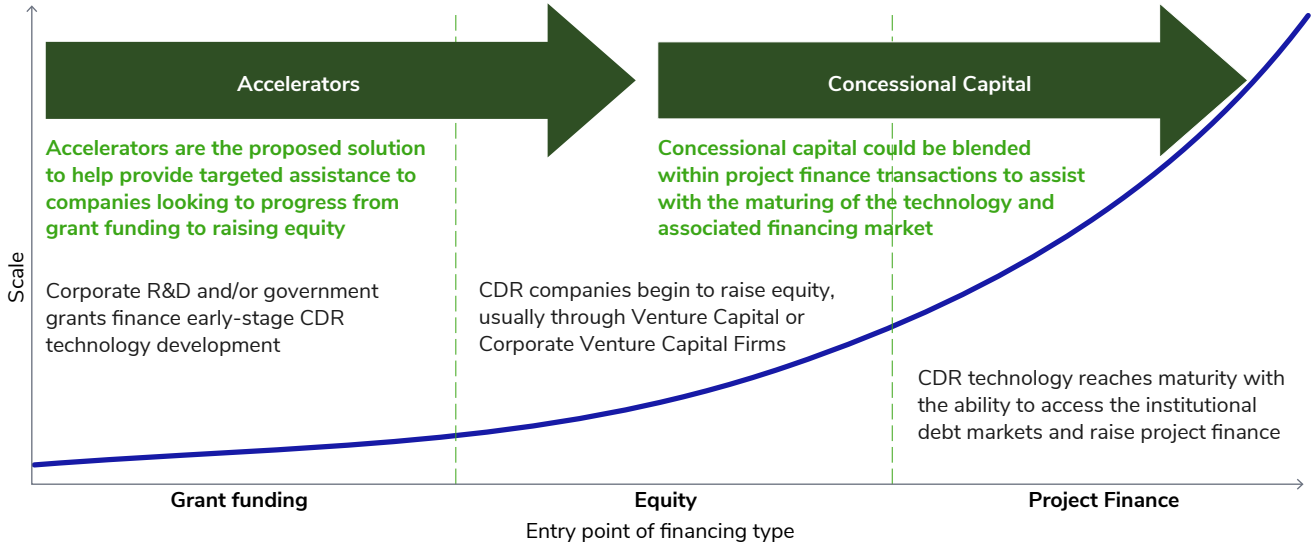 Accelerators
Concessional Capital
Accelerators are the proposed solution
to help provide targeted assistance to
companies looking to progress from
grant funding to raising equity
Concessional capital could be blended
within project finance transactions to assist
with the maturing of the technology and
associated financing market
Scale
Corporate R&D and/or government
grants finance early-stage CDR
technology development
CDR companies begin to raise equity,
usually through Venture Capital or
Corporate Venture Capital Firms
CDR technology reaches maturity with
the ability to access the institutional
debt markets and raise project finance
Grant funding
Equity
Project Finance
Entry point of financing type